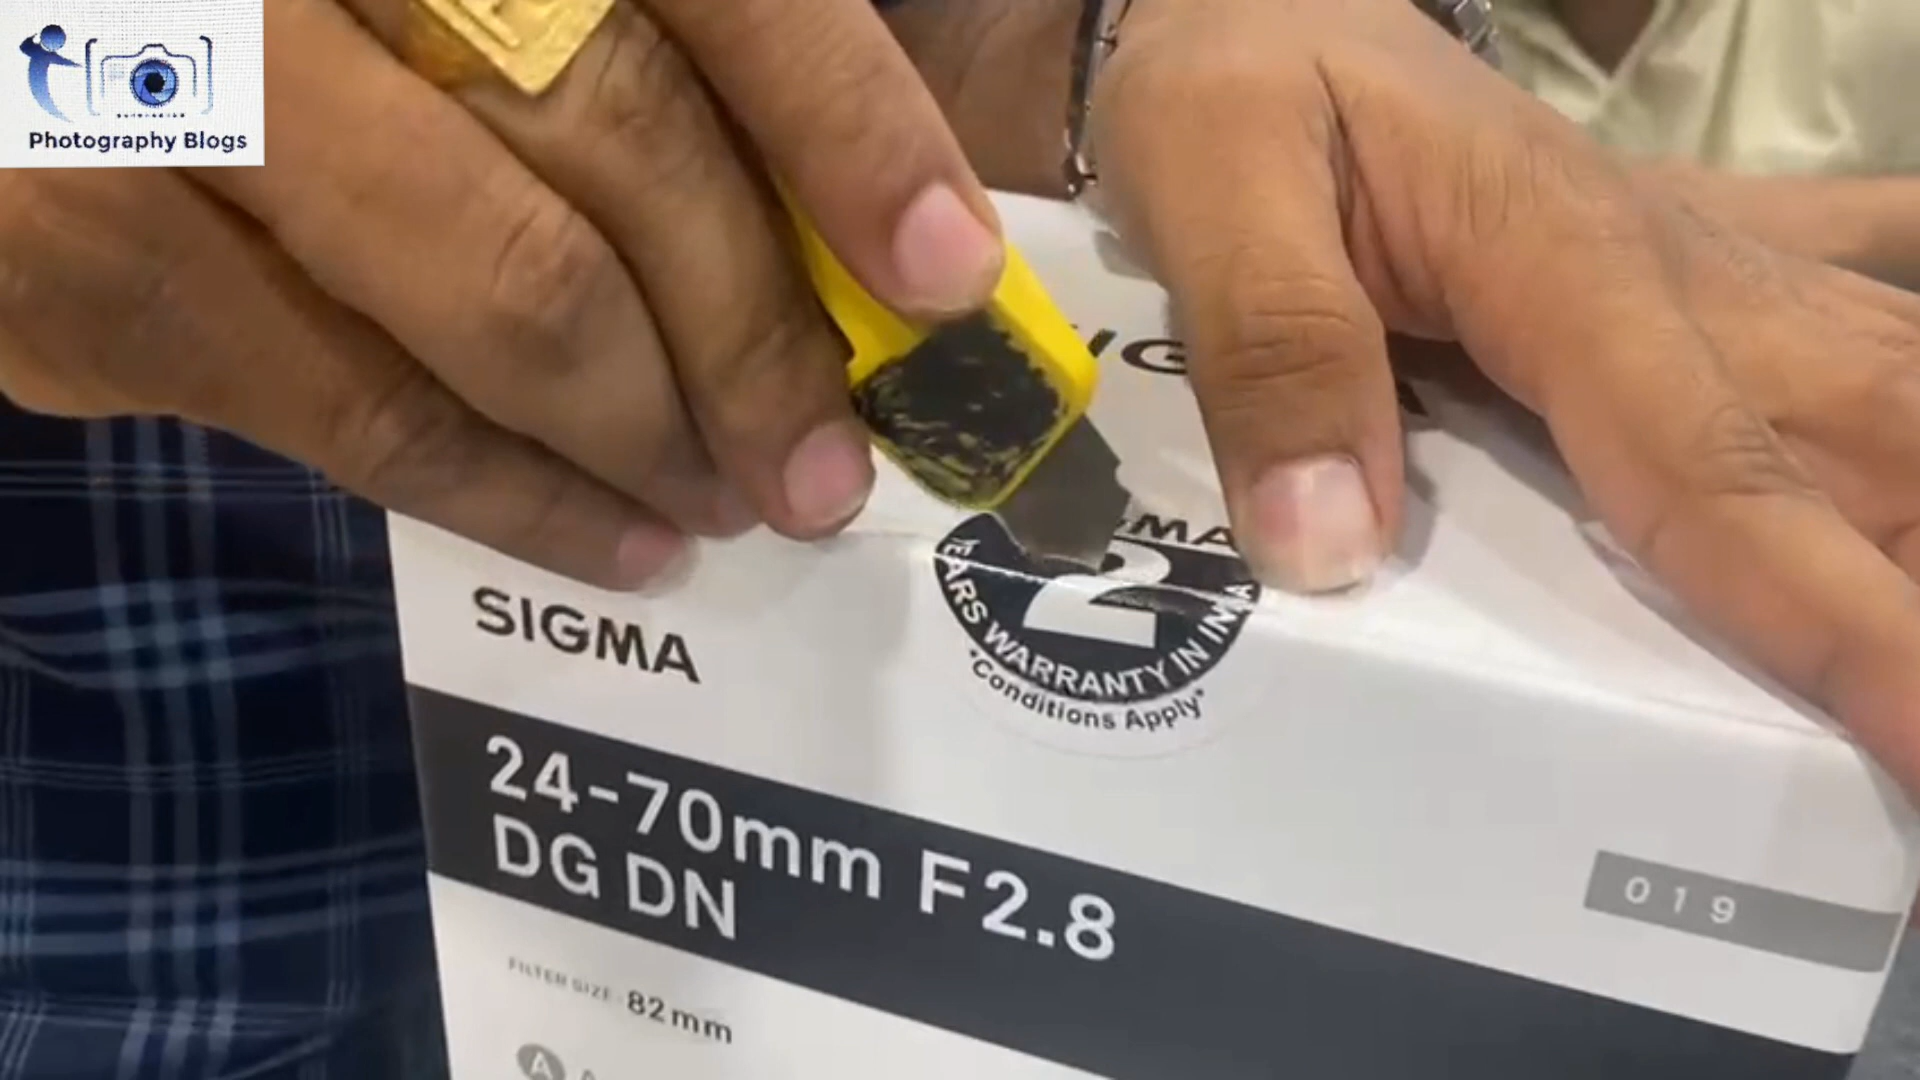 Photography Blogs
SIGMA
2
YEARS WARRANTY IN INDIA
*Conditions Apply*
SIGMA
24-70mm F2.8
DG DN
019
FILTER SIZE: 82mm
A